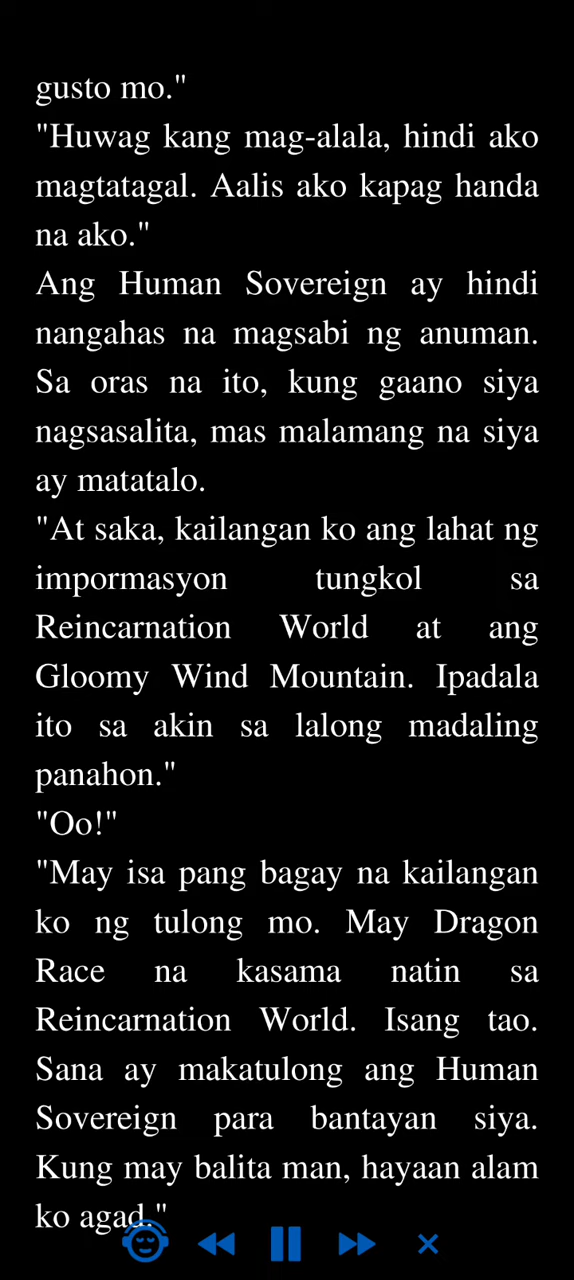 gusto mo."
"Huwag kang mag-alala, hindi ako
magtatagal. Aalis ako kapag handa
na ako."
Ang Human Sovereign ay hindi
nangahas na magsabi ng anuman.
Sa oras na ito, kung gaano siya
nagsasalita, mas malamang na siya
ay matatalo.
"At saka, kailangan ko ang lahat ng
impormasyon tungkol sa
Reincarnation World at ang
Gloomy Wind Mountain. Ipadala
ito sa akin sa lalong madaling
panahon."
"Oo!"
"May isa pang bagay na kailangan
ko ng tulong mo. May Dragon
Race na kasama natin sa
Reincarnation World. Isang tao.
Sana ay makatulong ang Human
Sovereign para bantayan siya.
Kung may balita man, hayaan alam
ko agad."